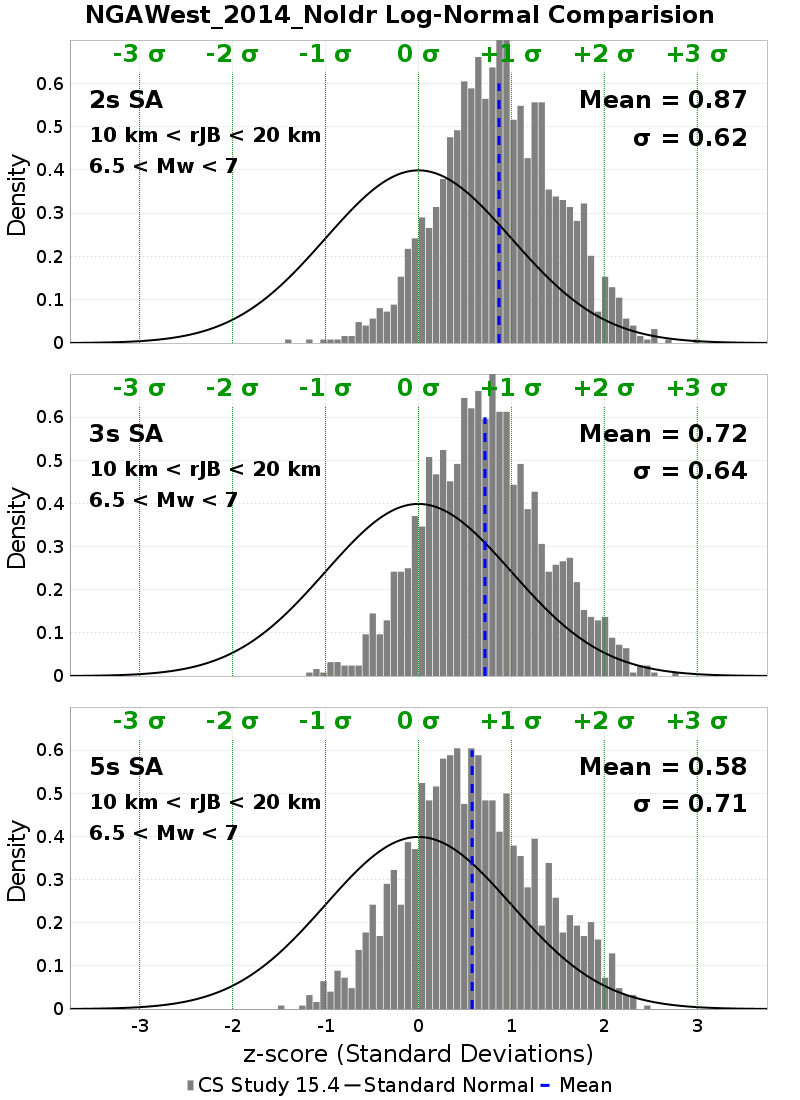 NGAWest_2014_NoIdr Log-Normal Comparision
-3 σ -2 σ -1 σ 0 σ +1 σ +2 σ +3 σ
2s SA Mean = 0.87
10 km < rJB < 20 km σ = 0.62
6.5 < Mw < 7
0.6
0.5
0.4
0.3
0.2
0.1
0
Density
-3 σ -2 σ -1 σ 0 σ +1 σ +2 σ +3 σ
3s SA Mean = 0.72
10 km < rJB < 20 km σ = 0.64
6.5 < Mw < 7
0.6
0.5
0.4
0.3
0.2
0.1
0
Density
-3 σ -2 σ -1 σ 0 σ +1 σ +2 σ +3 σ
5s SA Mean = 0.58
10 km < rJB < 20 km σ = 0.71
6.5 < Mw < 7
0.6
0.5
0.4
0.3
0.2
0.1
0
Density
-3 -2 -1 0 1 2 3
z-score (Standard Deviations)
CS Study 15.4 Standard Normal Mean